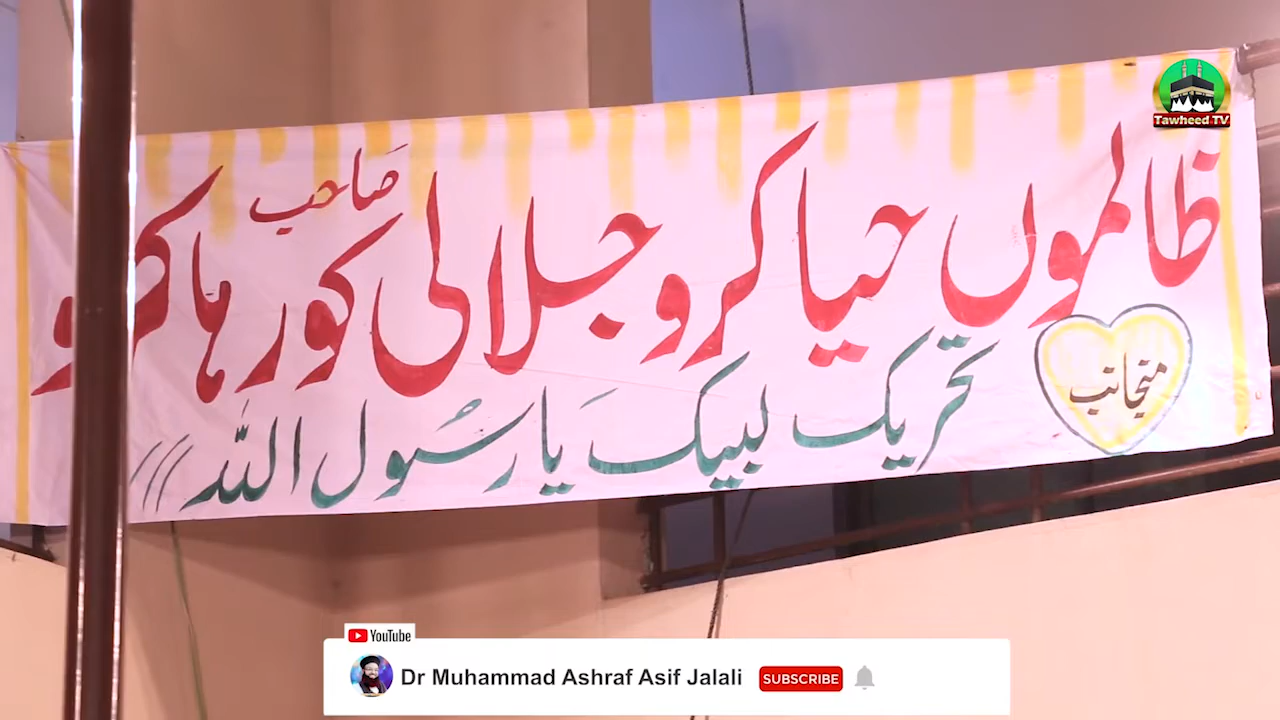 Tawheed TV
ظالموں حیا کرو جلالی صاحب کو رہا کرو
منجانب
تحریک لبیک یا رسول اللہ
YouTube
Dr Muhammad Ashraf Asif Jalali SUBSCRIBE